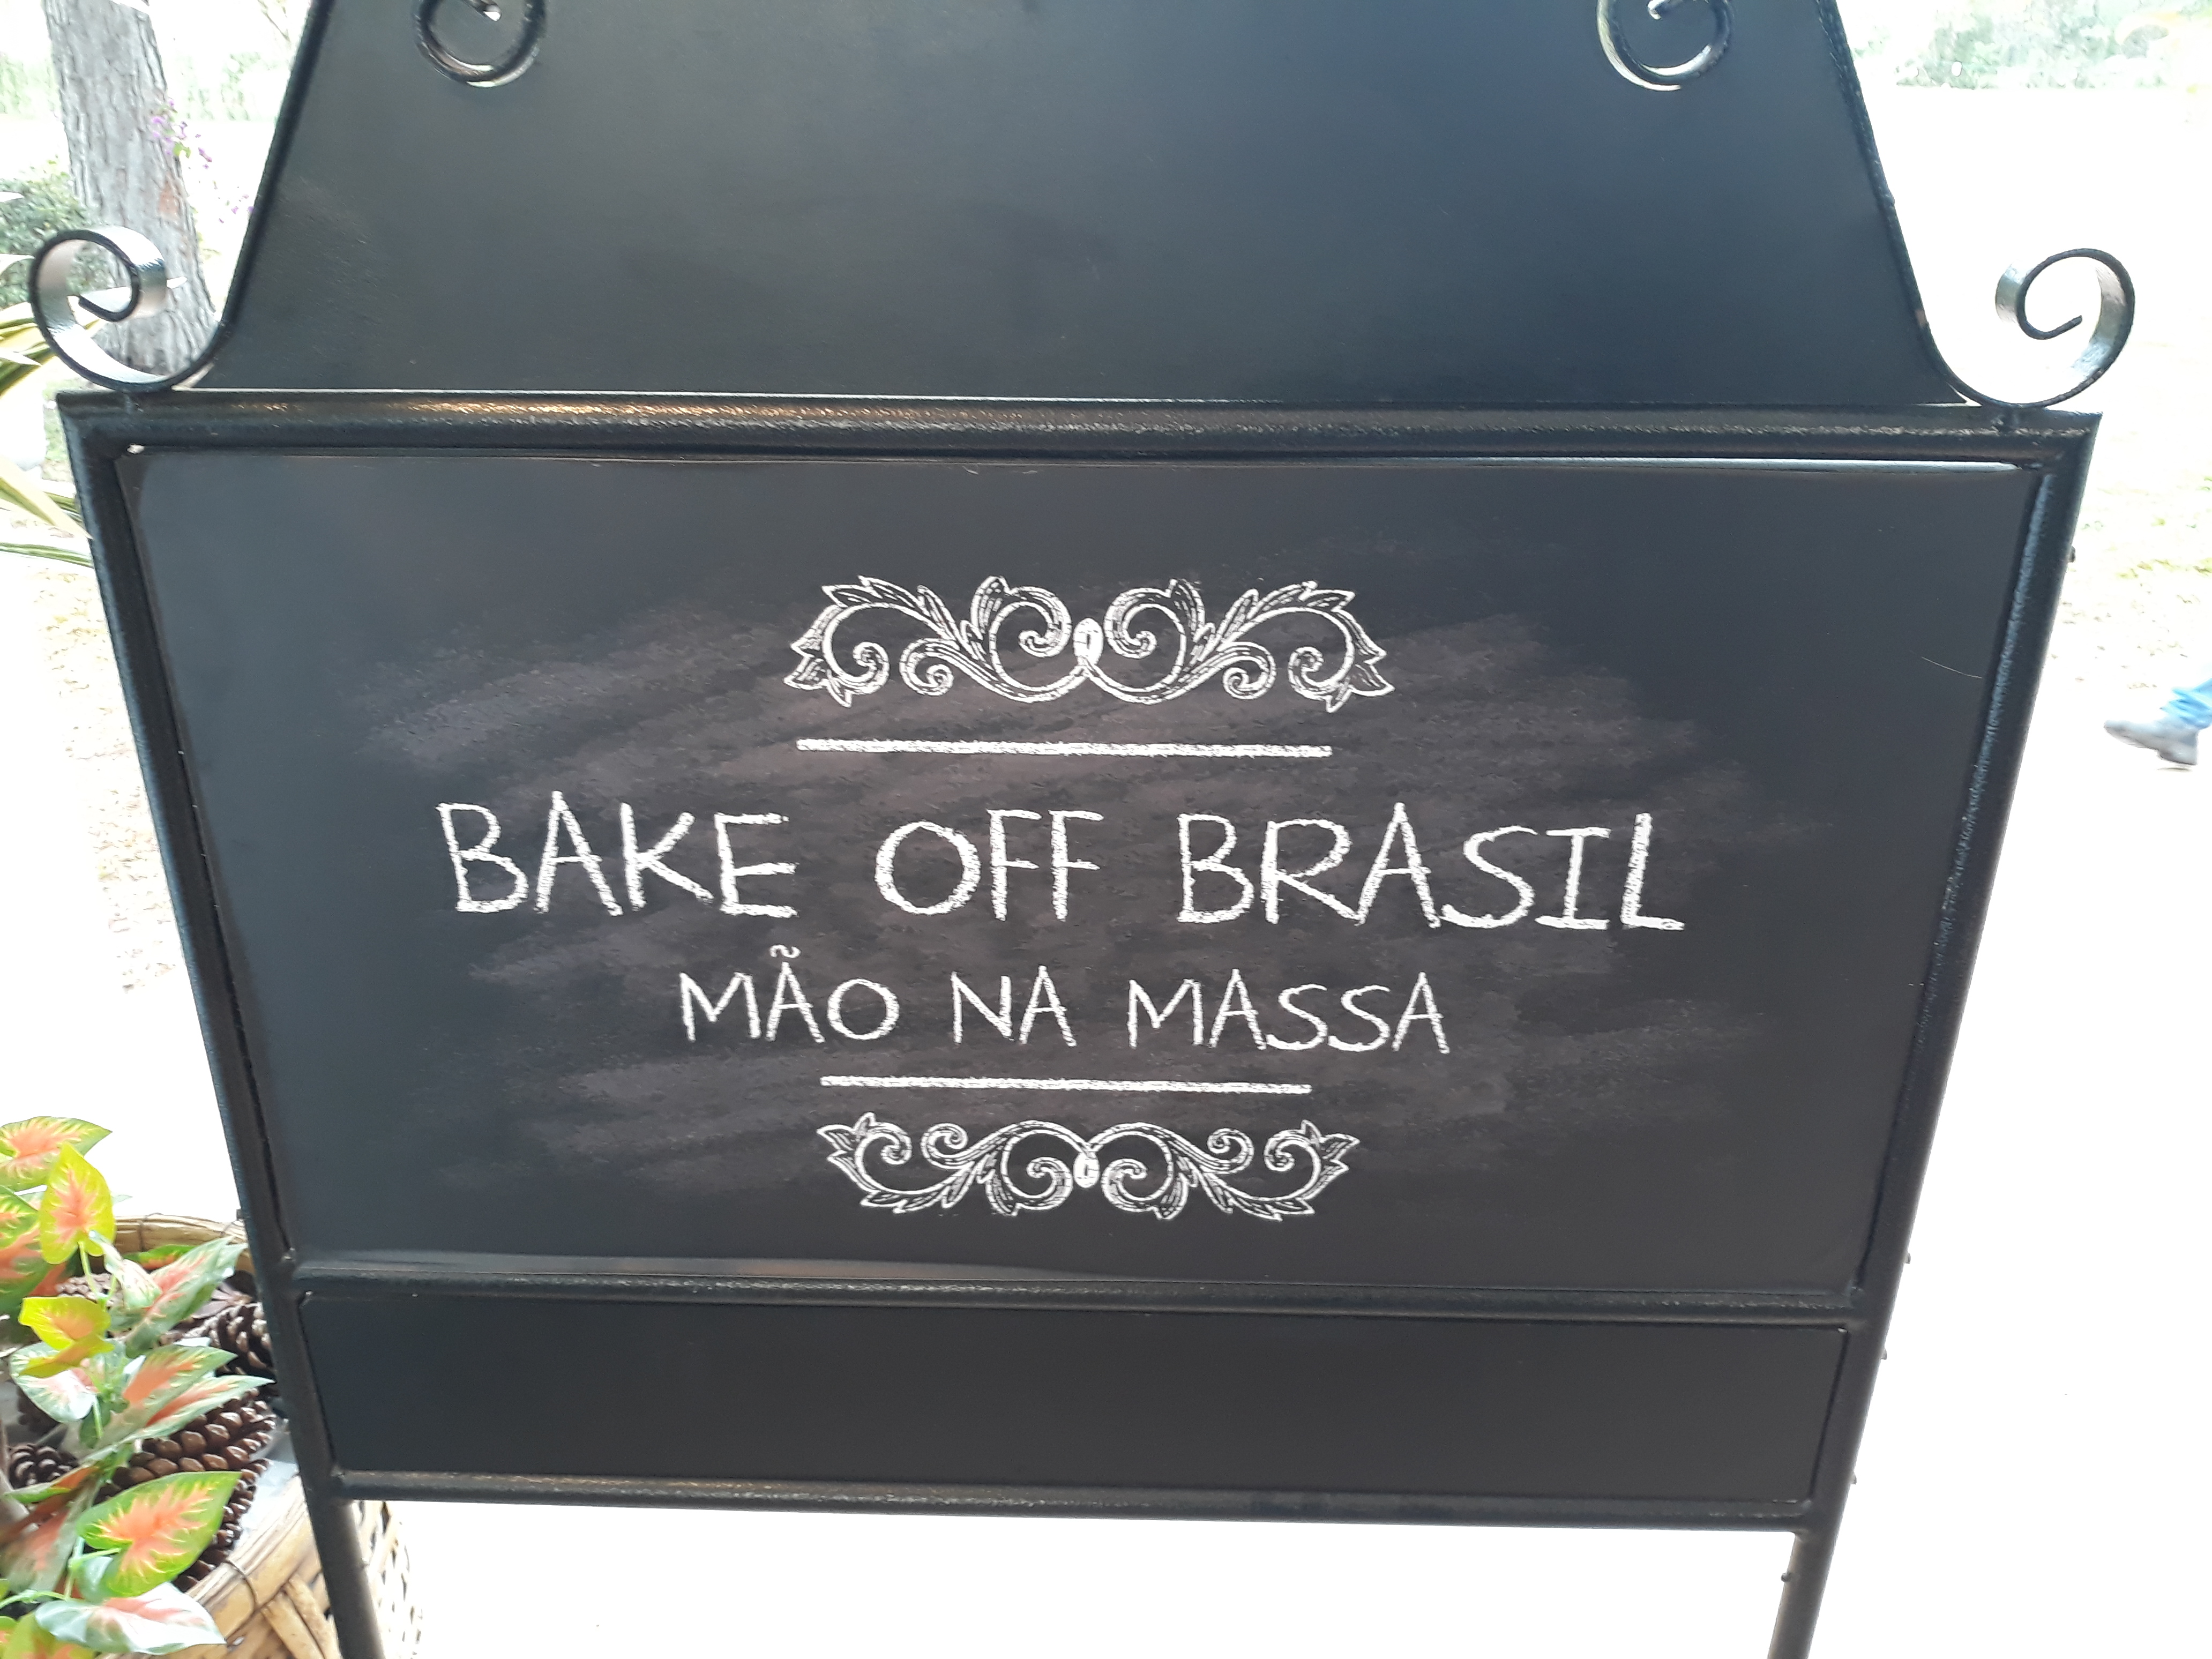 BAKE OFF BRASIL
MÃO NA MASSA